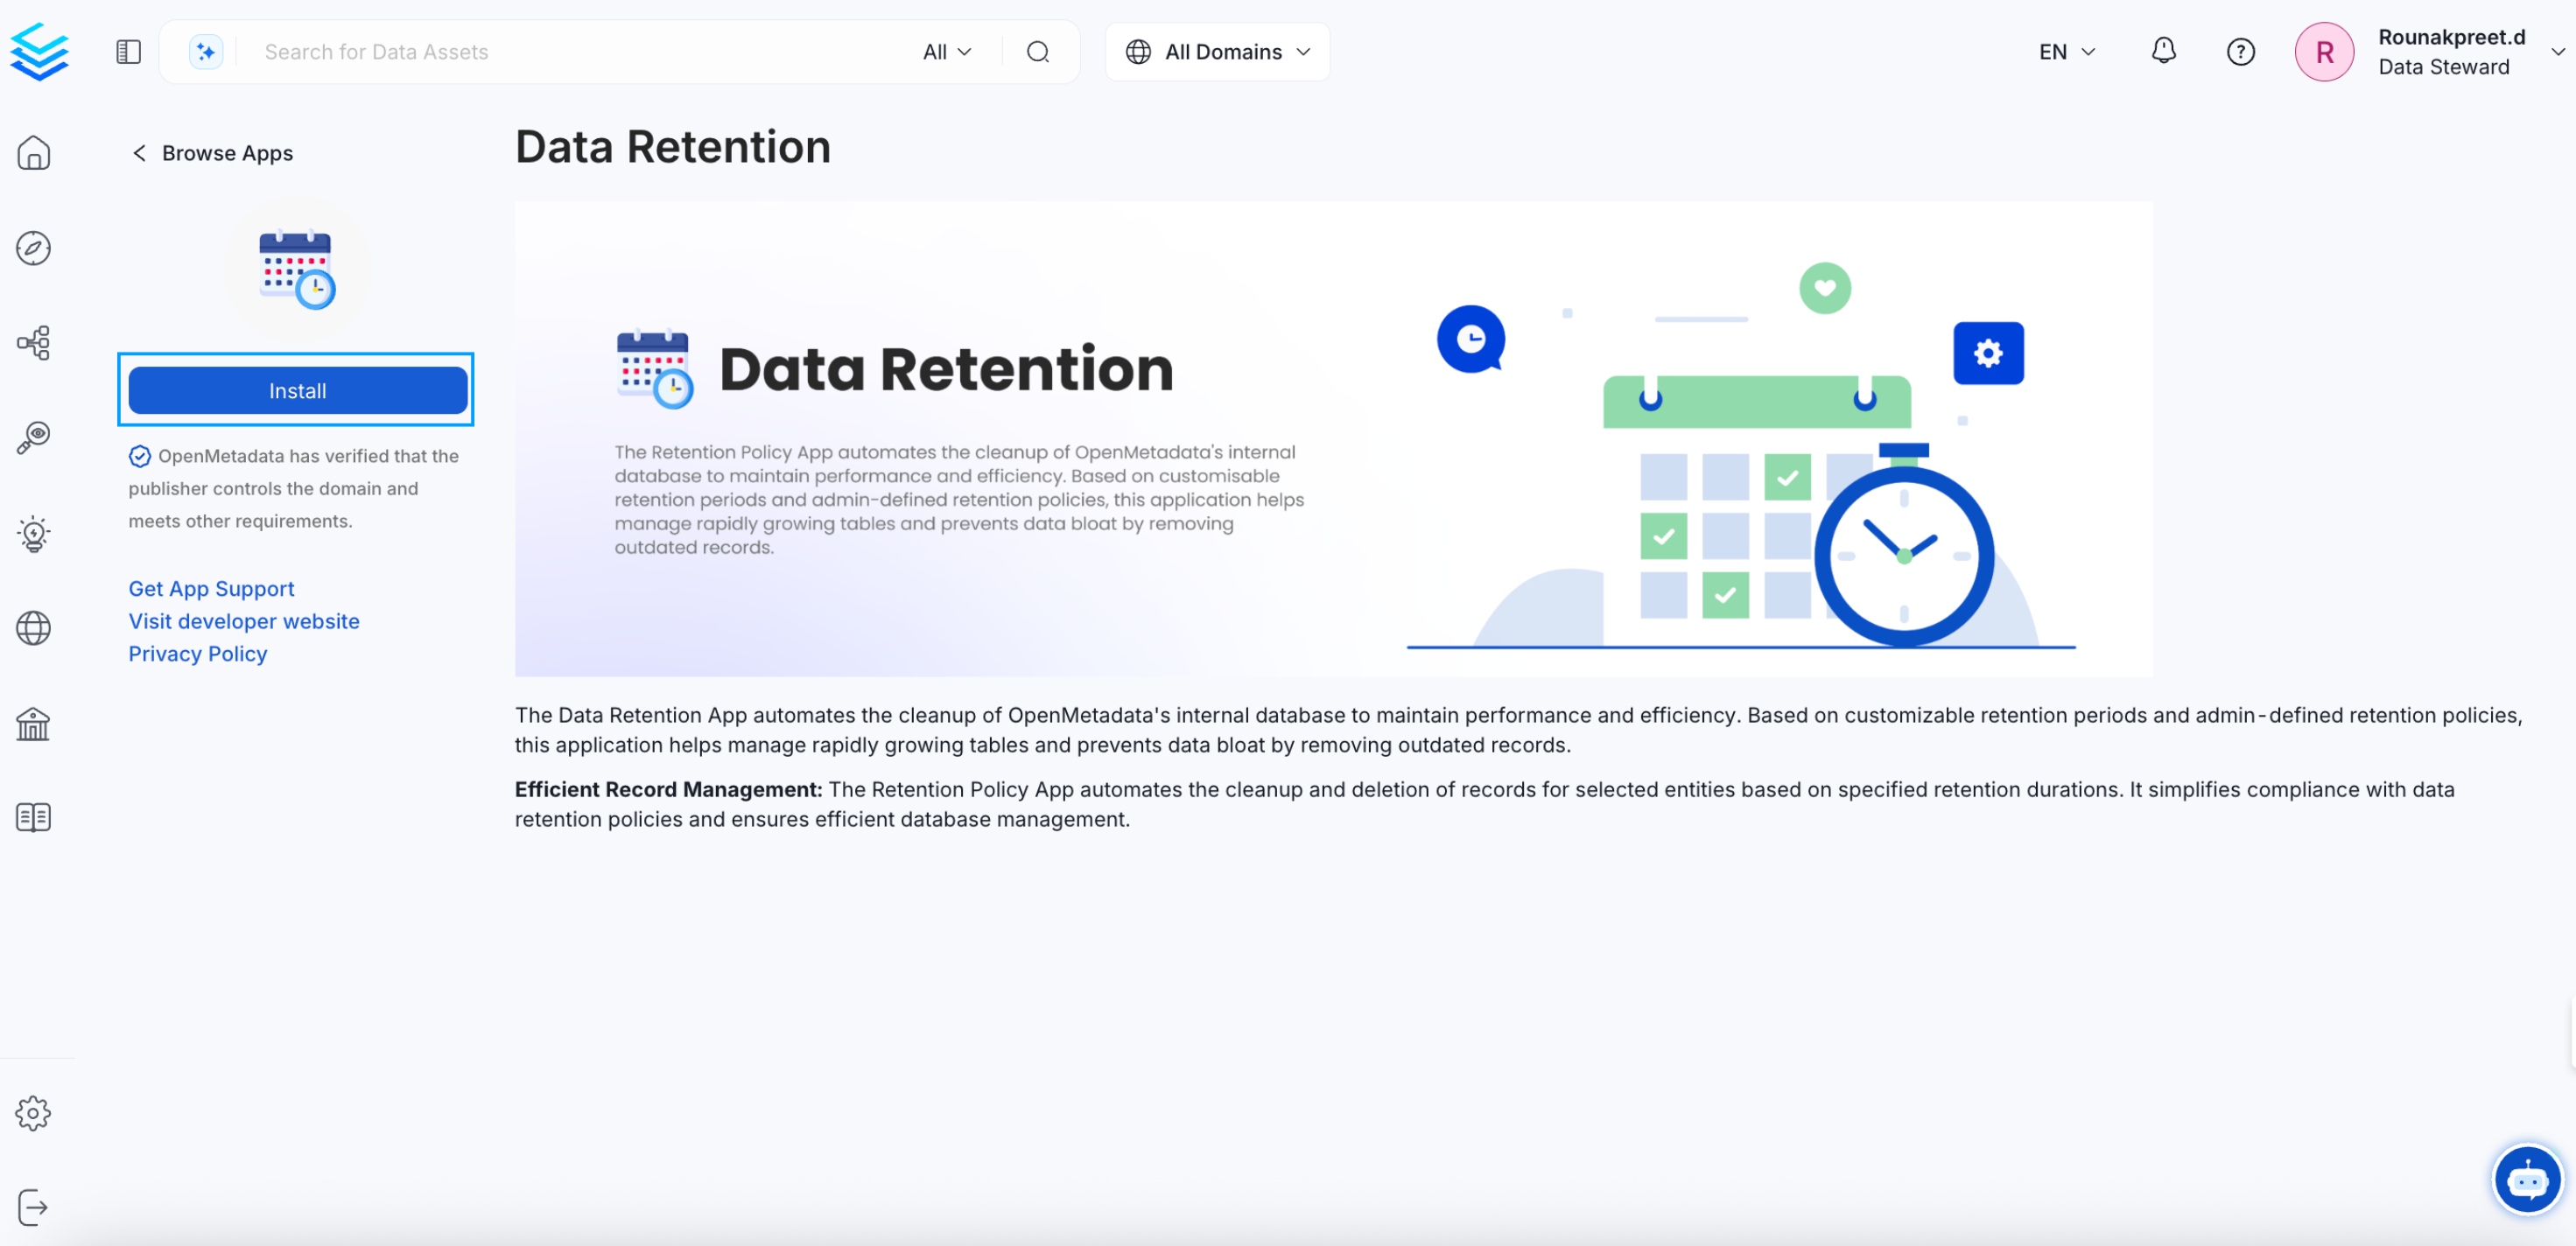 Search for Data Assets
All
All Domains
EN
R
Rounakpreet.d
Data Steward
Browse Apps
Install
OpenMetadata has verified that the
publisher controls the domain and
meets other requirements.
Get App Support
Visit developer website
Privacy Policy
Data Retention
Data Retention
The Retention Policy App automates the cleanup of OpenMetadata's internal
database to maintain performance and efficiency. Based on customisable
retention periods and admin-defined retention policies, this application helps
manage rapidly growing tables and prevents data bloat by removing
outdated records.
The Data Retention App automates the cleanup of OpenMetadata's internal database to maintain performance and efficiency. Based on customizable retention periods and admin-defined retention policies,
this application helps manage rapidly growing tables and prevents data bloat by removing outdated records.
Efficient Record Management: The Retention Policy App automates the cleanup and deletion of records for selected entities based on specified retention durations. It simplifies compliance with data
retention policies and ensures efficient database management.